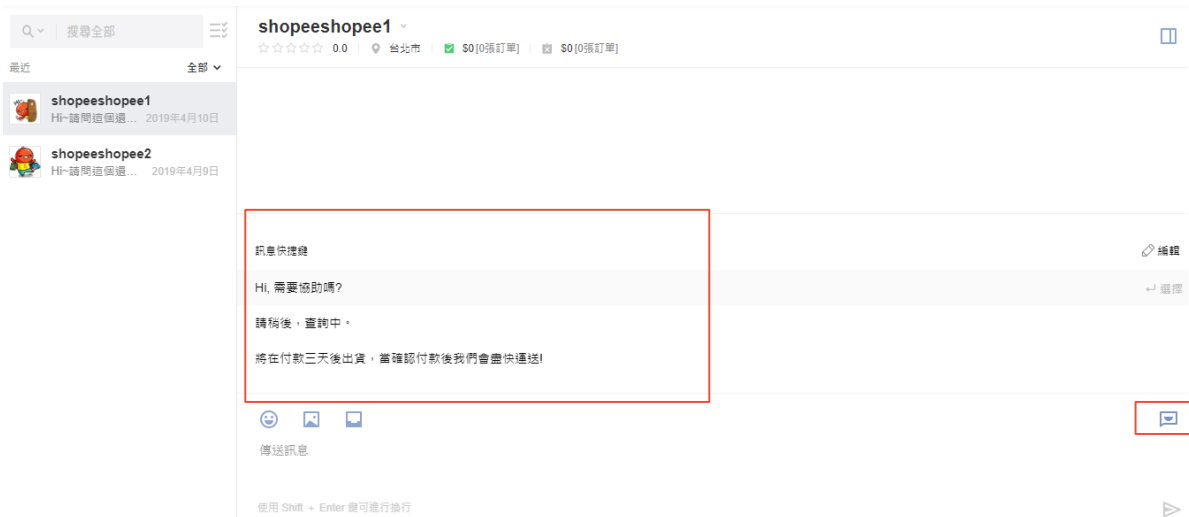 搜尋全部
最近
全部
shopeeshopee1
Hi~請問這個還... 2019年4月10日
shopeeshopee2
Hi~請問這個還... 2019年4月9日
shopeeshopee1
0.0 台北市 $0 [0張訂單] $0 [0張訂單]
訊息快捷鍵
編輯
Hi, 需要協助嗎?
選擇
請稍後，查詢中。
將在付款三天後出貨，當確認付款後我們會盡快運送!
傳送訊息
使用 Shift + Enter 鍵可進行換行